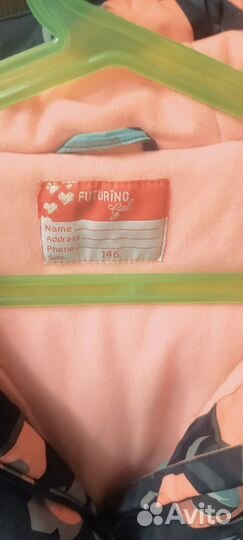 FUTURINO
Girl
Name
Address
Phone
Size 146
Avito